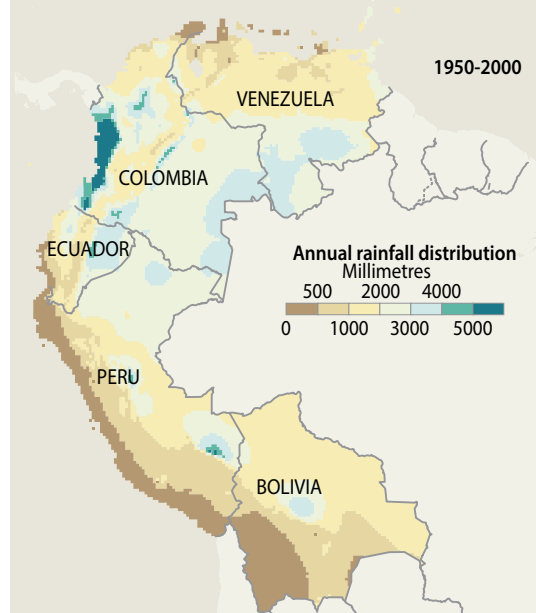 1950-2000
VENEZUELA
COLOMBIA
ECUADOR
Annual rainfall distribution
Millimetres
500 2000 4000
0 1000 3000 5000
PERU
BOLIVIA